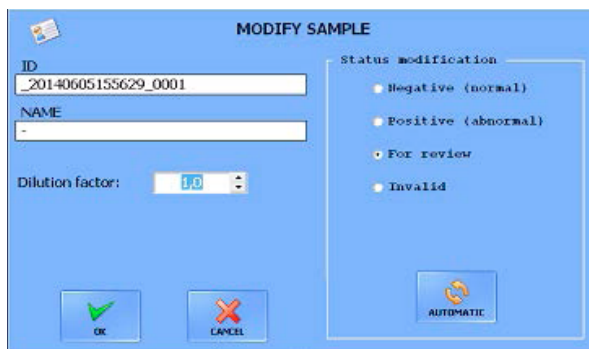 MODIFY SAMPLE
ID
_20140605155629_0001
NAME
-
Dilution factor:
1,0
OK
CANCEL
Status modification
Negative (normal)
Positive (abnormal)
For review
Invalid
AUTOMATIC